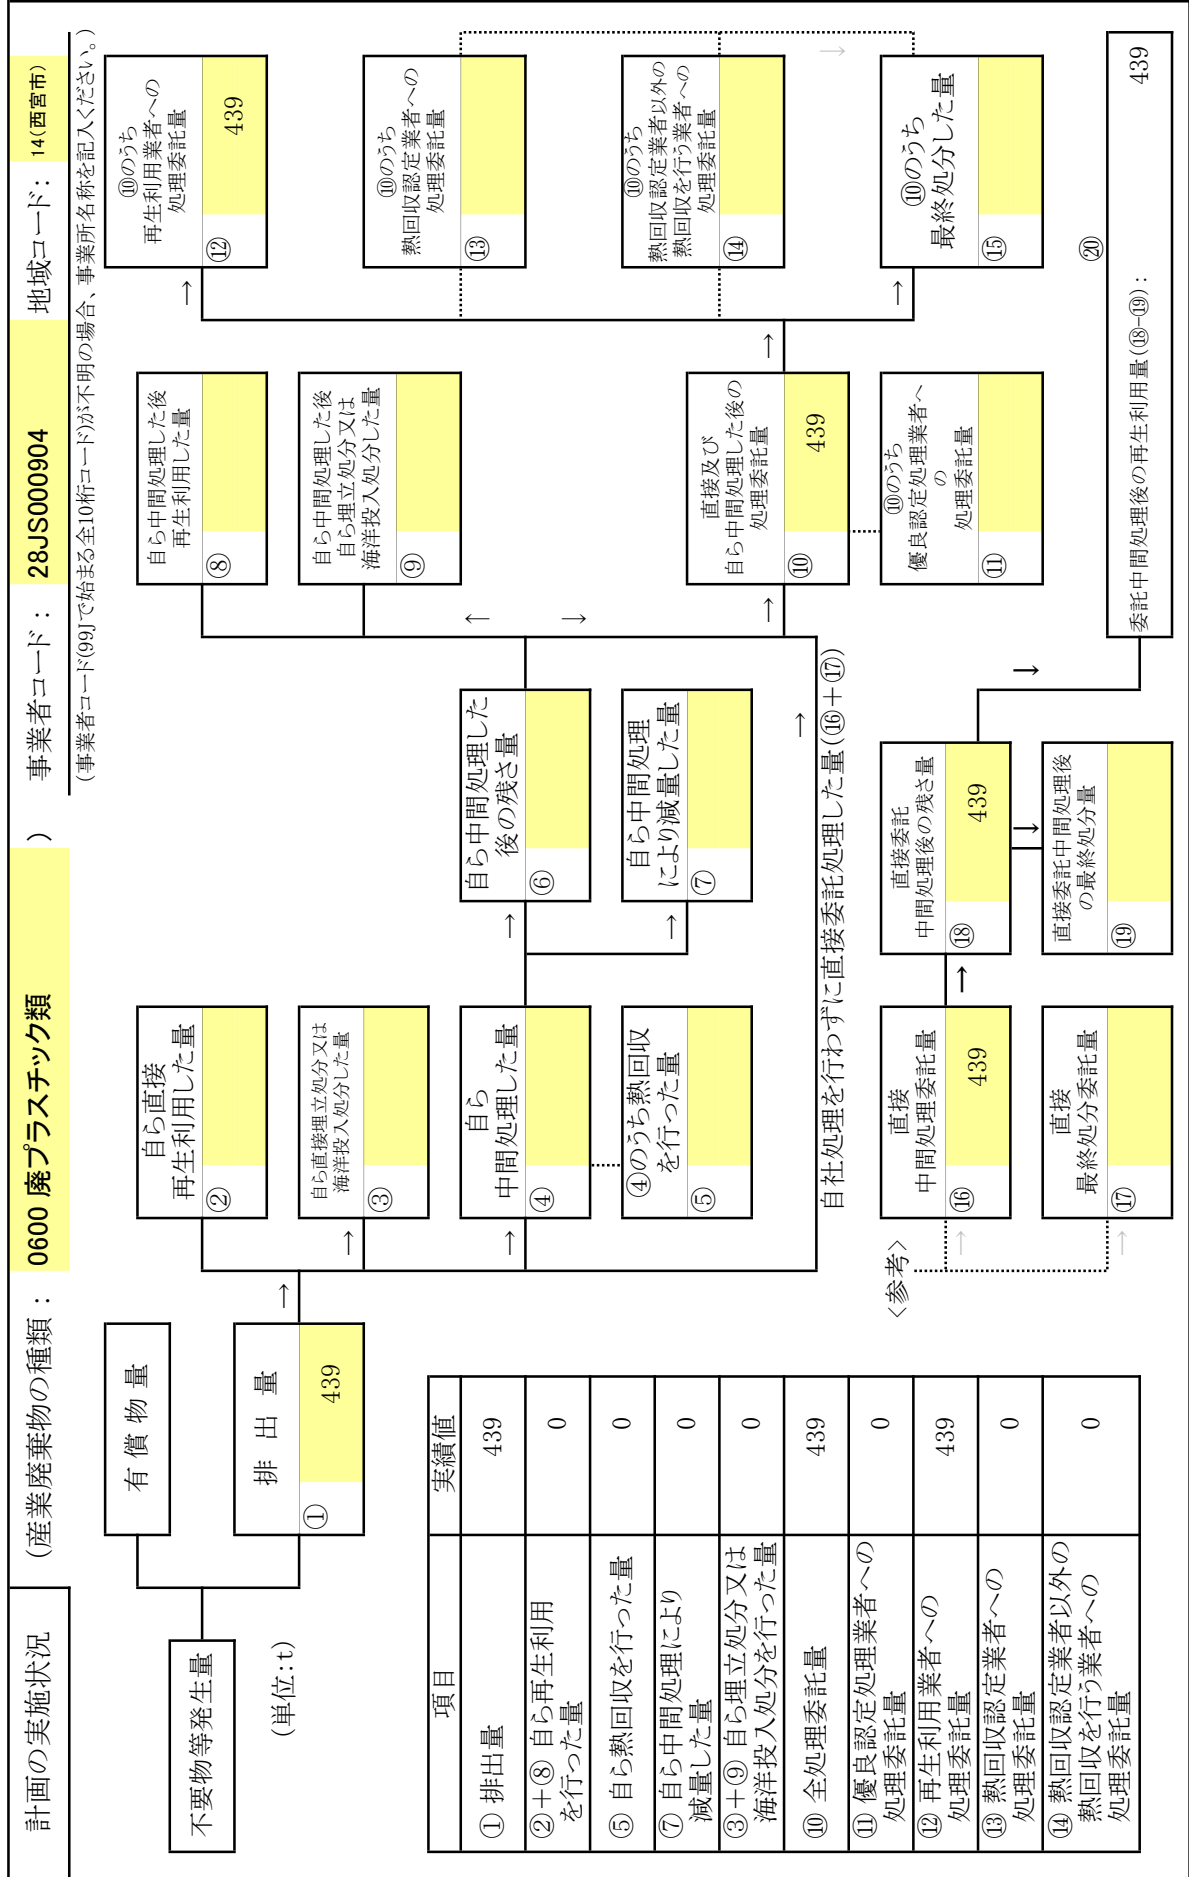 計画の実施状況
(産業廃棄物の種類: 0600 廃プラスチック類 )
事業者コード: 28JS000904 地域コード: 14(西宮市)
(事業者コード(99Jで始まる全10桁コード)が不明の場合、事業所名称を記入ください。)
不要物等発生量
(単位:t)
有 償 物 量
排 出 量
① 439
自ら直接
再生利用した量
②
自ら直接埋立処分又は
海洋投入処分した量
③
自ら
中間処理した量
④
④のうち熱回収
を行った量
⑤
自ら中間処理した
後の残さ量
⑥
自ら中間処理
により減量した量
⑦
自ら中間処理した後
再生利用した量
⑧
自ら中間処理した後
自ら埋立処分又は
海洋投入処分した量
⑨
直接及び
自ら中間処理した後の
処理委託量
⑩ 439
⑩のうち
優良認定処理業者へ
の
処理委託量
⑪
⑩のうち
再生利用業者への
処理委託量
⑫ 439
⑩のうち
熱回収認定業者への
処理委託量
⑬
⑩のうち
熱回収認定業者以外の
熱回収を行う業者への
処理委託量
⑭
⑩のうち
最終処分した量
⑮
自社処理を行わずに直接委託処理した量(⑯+⑰)
<参考>
直接
中間処理委託量
⑯ 439
直接
最終処分委託量
⑰
直接委託
中間処理後の残さ量
⑱ 439
直接委託中間処理後
の最終処分量
⑲
⑳
委託中間処理後の再生利用量(⑱-⑲): 439
項目 実績値
① 排出量 439
②+⑧ 自ら再生利用
を行った量 0
⑤ 自ら熱回収を行った量 0
⑦ 自ら中間処理により
減量した量 0
③+⑨ 自ら埋立処分又は
海洋投入処分を行った量 0
⑩ 全処理委託量 439
⑪ 優良認定処理業者への
処理委託量 0
⑫ 再生利用業者への
処理委託量 439
⑬ 熱回収認定業者への
処理委託量 0
⑭ 熱回収認定業者以外の
熱回収を行う業者への
処理委託量 0